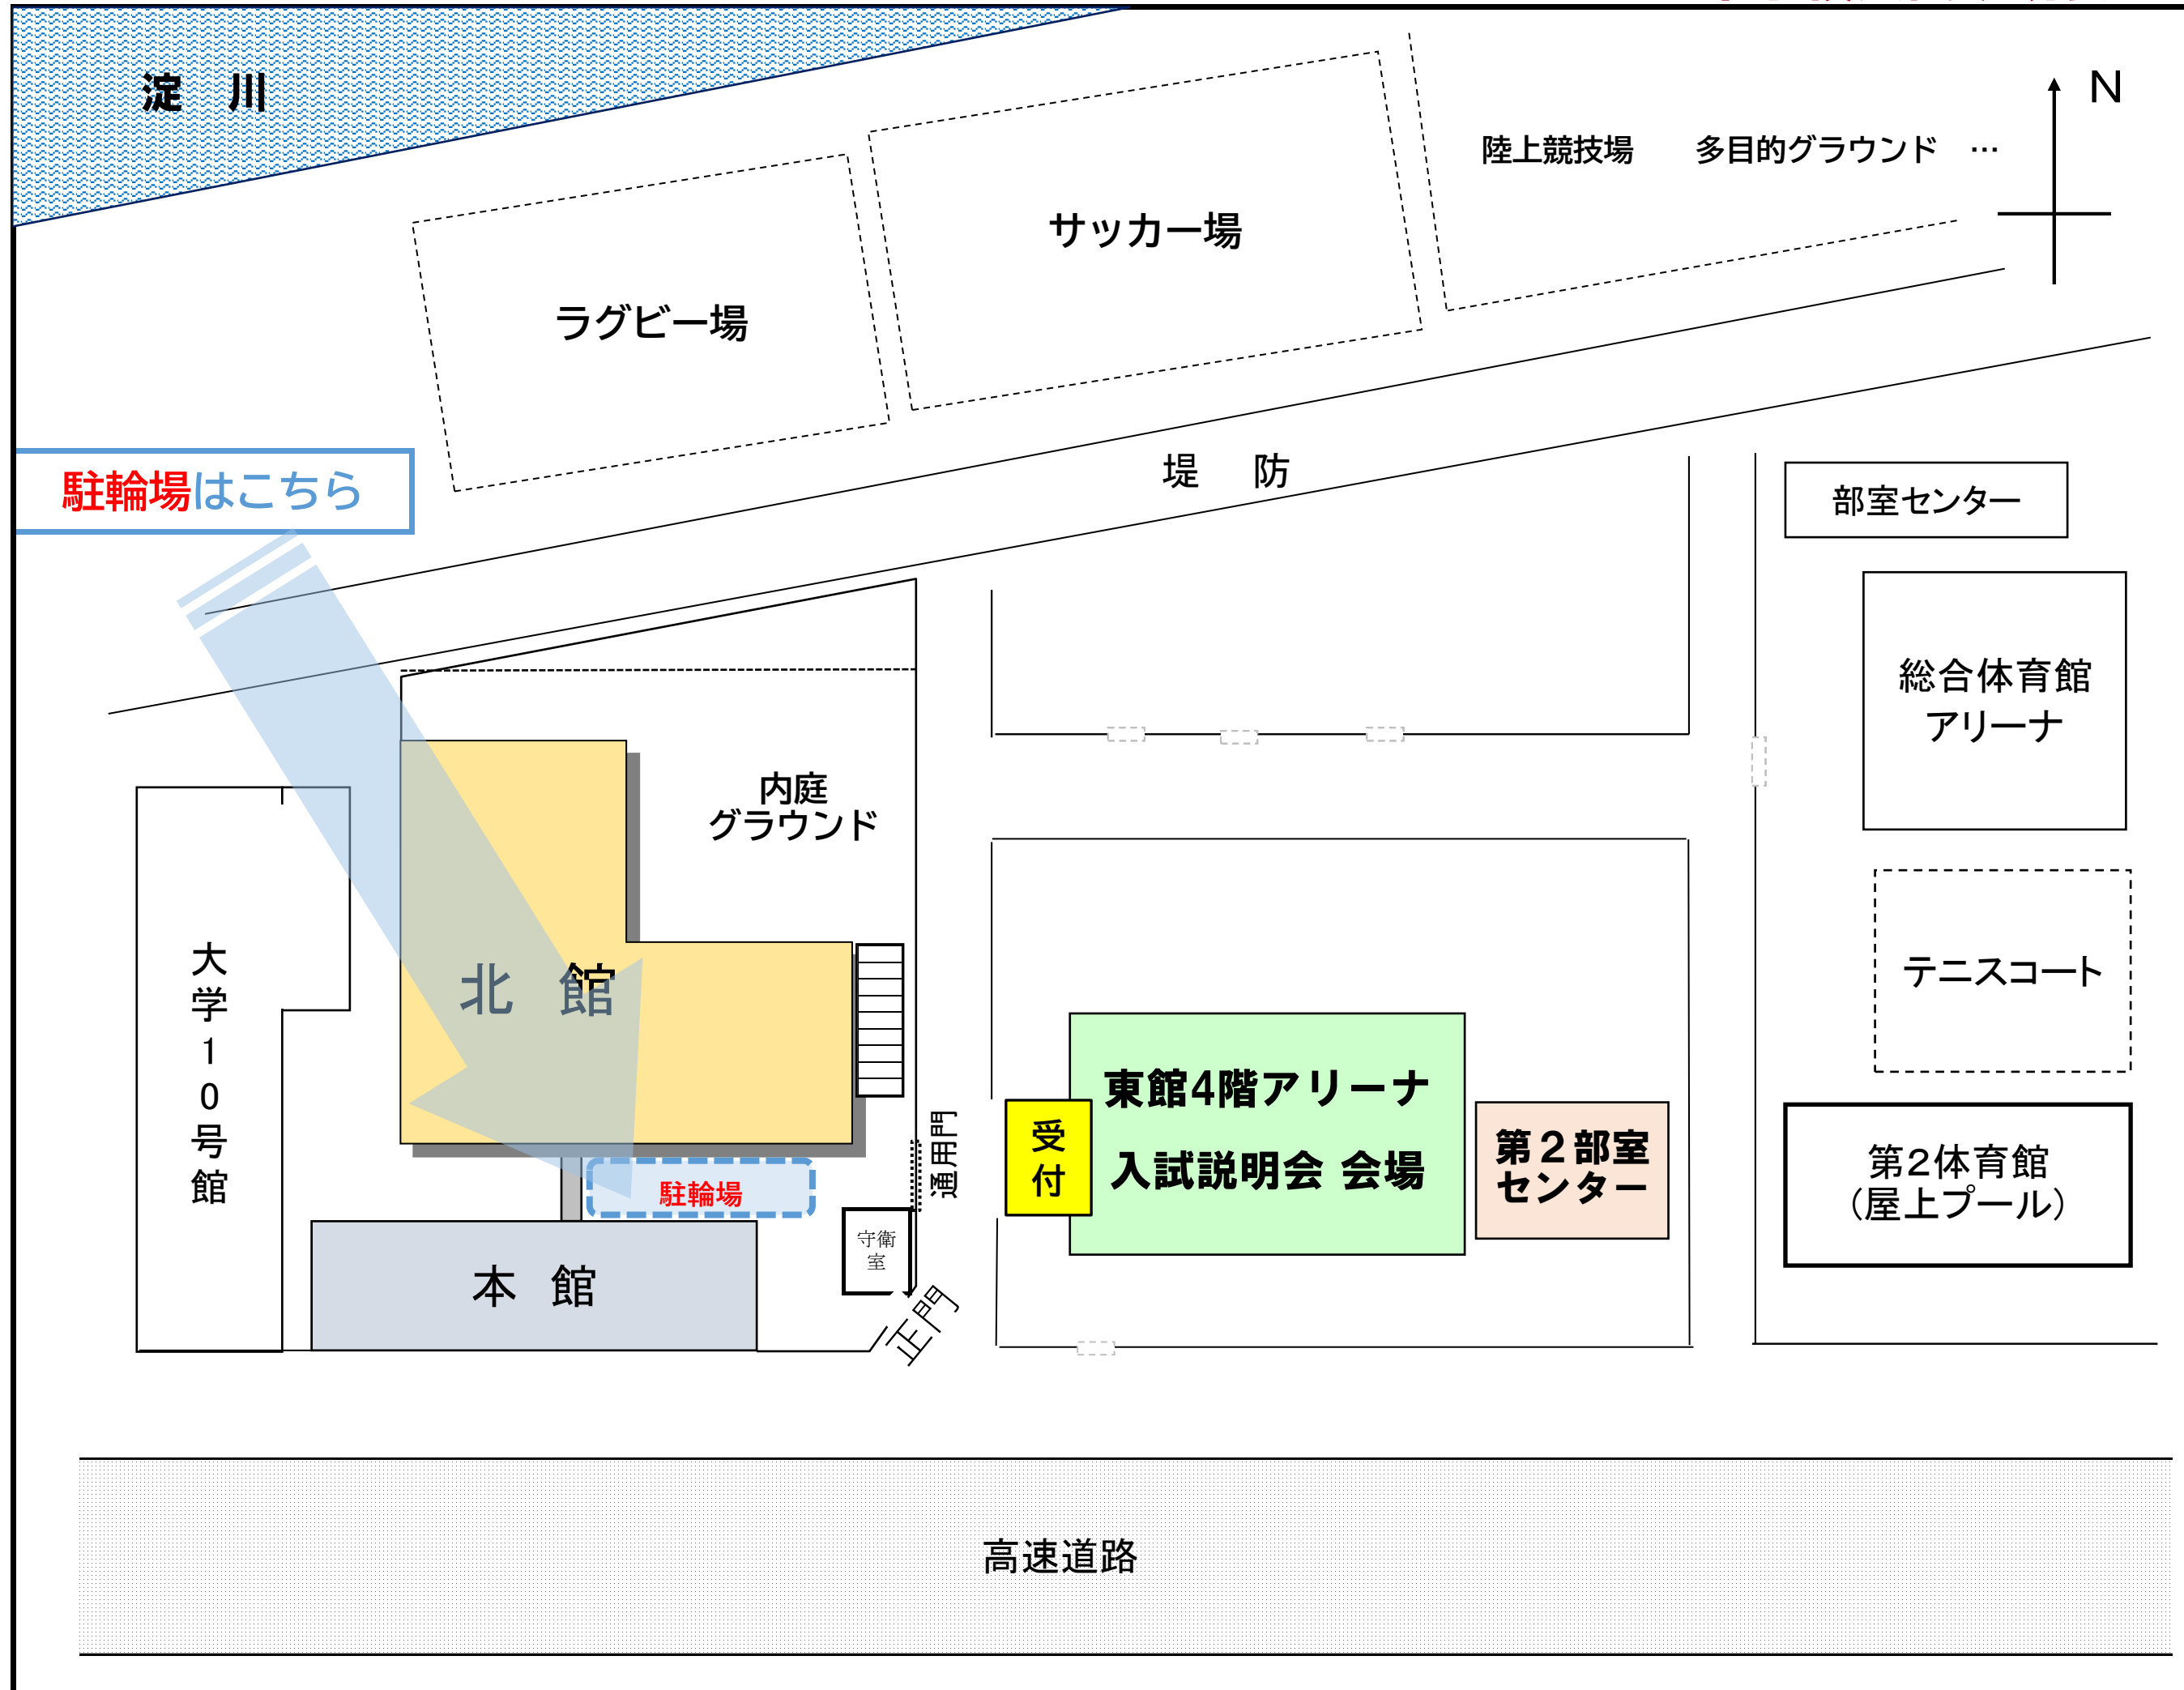 淀　川
N
陸上競技場　　多目的グラウンド　…
サッカー場
ラグビー場
堤　防
駐輪場はこちら
部室センター
総合体育館
アリーナ
内庭
グラウンド
大学10号館
北　館
テニスコート
東館4階アリーナ
入試説明会 会場
受付
第２部室
センター
通用門
第2体育館
（屋上プール）
駐輪場
守衛
室
本　館
正門
高速道路